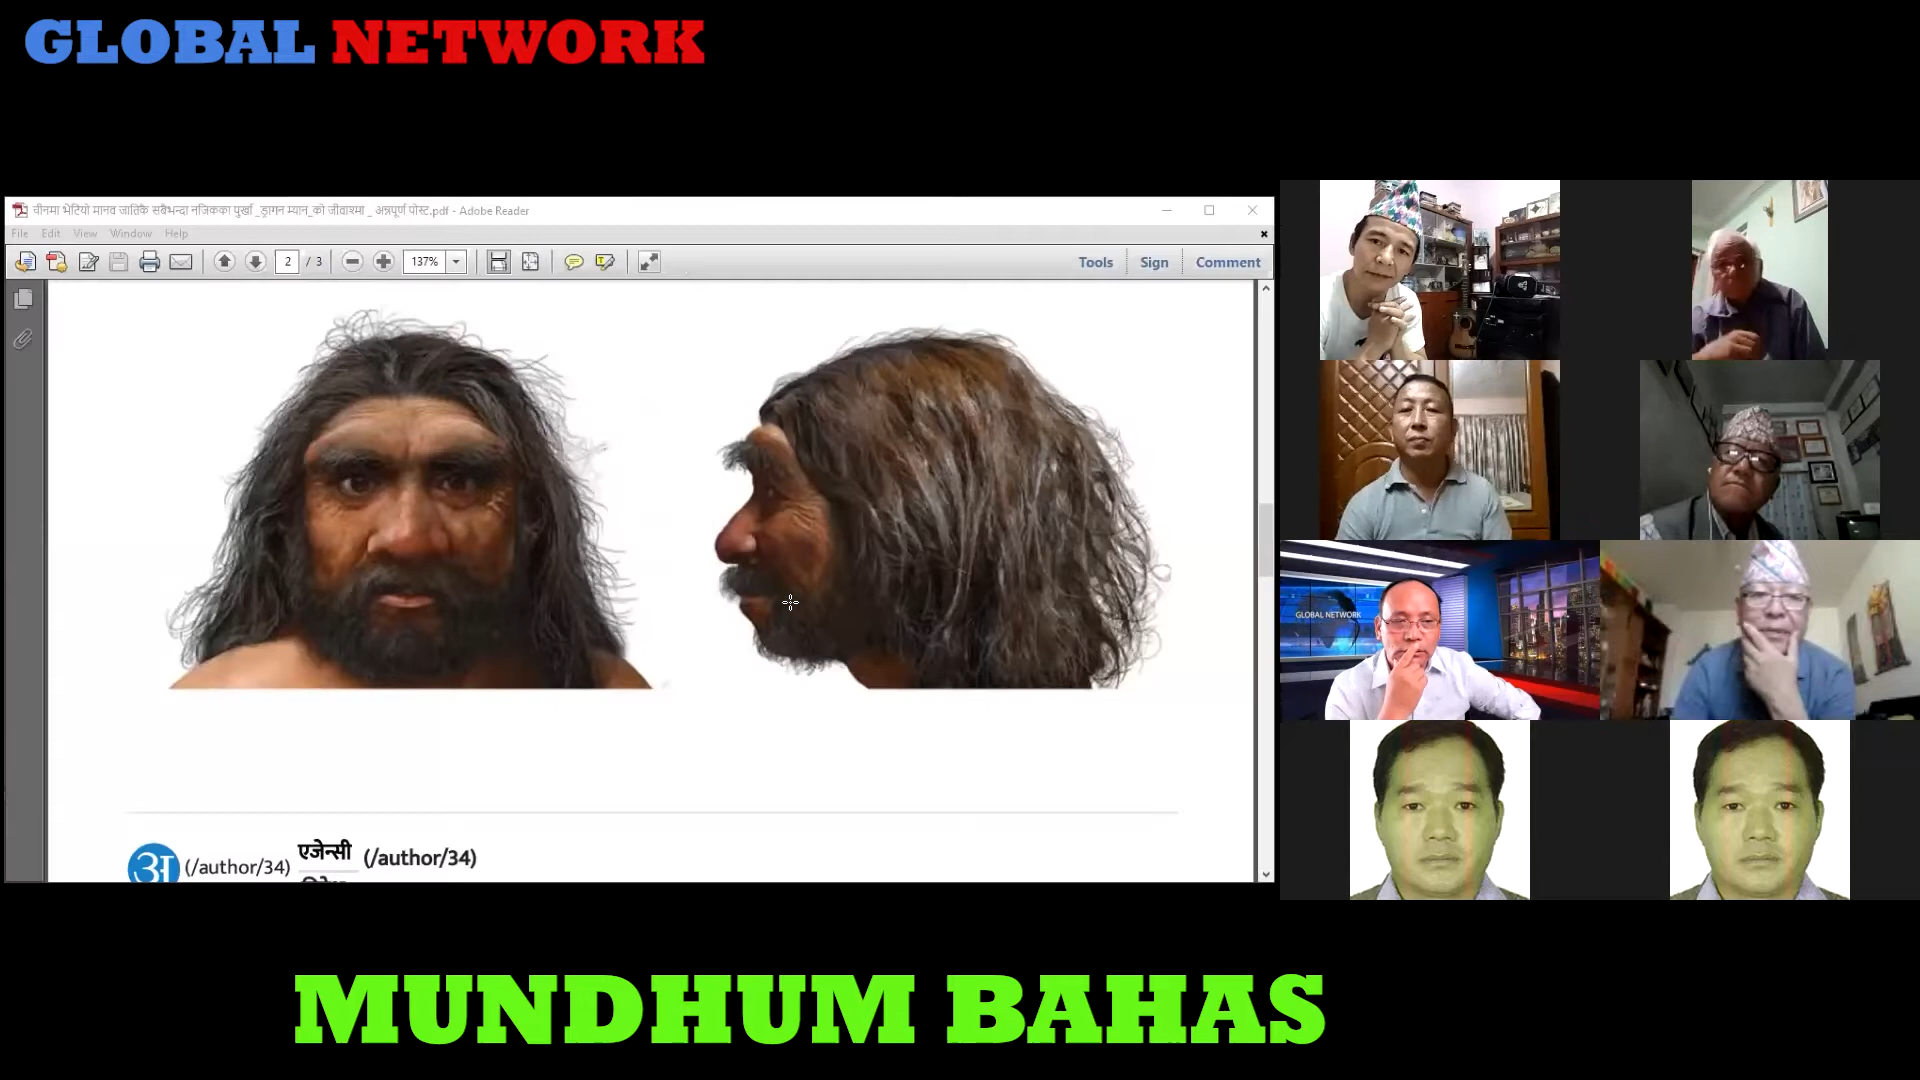 GLOBAL NETWORK
चीनमा भेटियो मानव जातिकै सबैभन्दा नजिकका पुर्खा _ड्रागन म्यान_को जीवाश्मा _ अन्नपूर्ण पोस्ट.pdf - Adobe Reader
File Edit View Window Help
2 / 3 137% Tools Sign Comment
अ (/author/34) एजेन्सी (/author/34)
GLOBAL NETWORK
MUNDHUM BAHAS